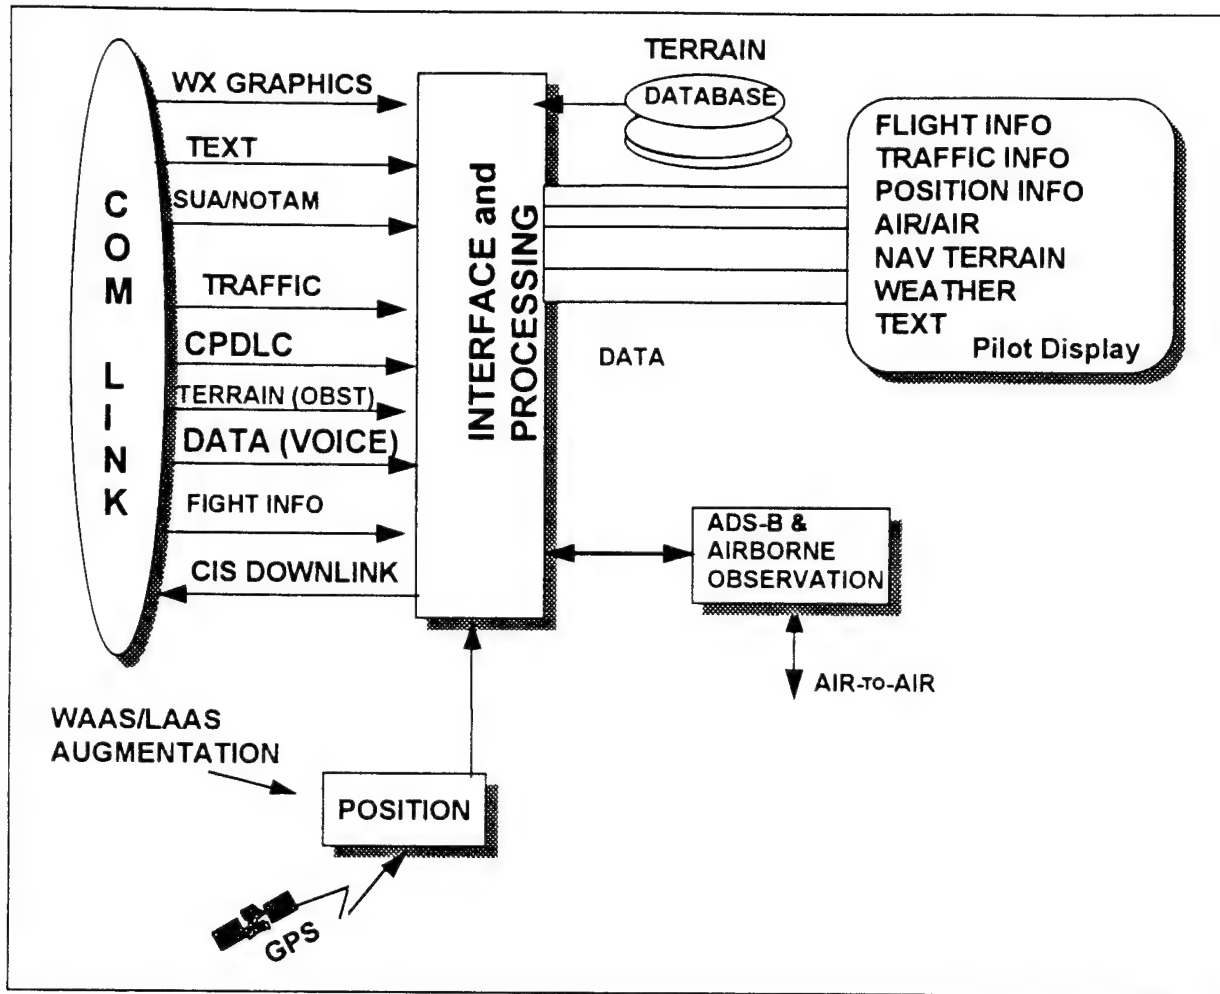 COM LINK
WX GRAPHICS
TEXT
SUA/NOTAM
TRAFFIC
CPDLC
TERRAIN (OBST)
DATA (VOICE)
FIGHT INFO
CIS DOWNLINK
INTERFACE and
PROCESSING
TERRAIN
DATABASE
FLIGHT INFO
TRAFFIC INFO
POSITION INFO
AIR/AIR
NAV TERRAIN
WEATHER
TEXT
Pilot Display
DATA
ADS-B &
AIRBORNE
OBSERVATION
AIR-TO-AIR
WAAS/LAAS
AUGMENTATION
POSITION
GPS